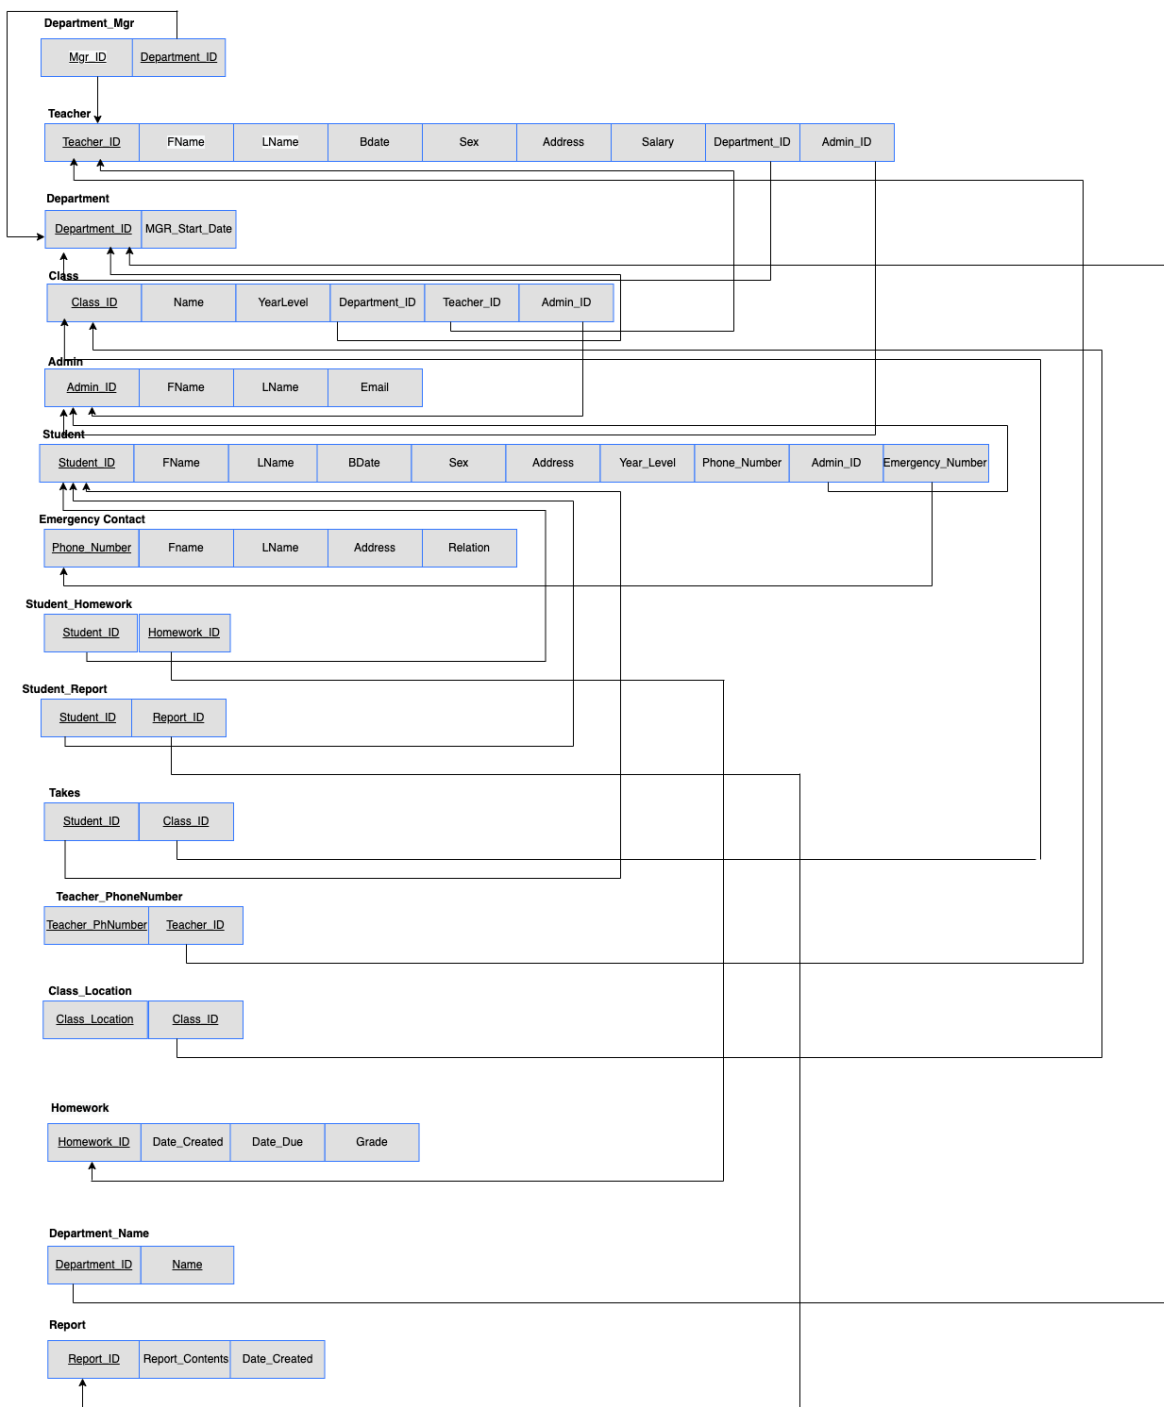 Department_Mgr
Mgr_ID Department_ID
Teacher
Teacher_ID FName LName Bdate Sex Address Salary Department_ID Admin_ID
Department
Department_ID MGR_Start_Date
Class
Class_ID Name YearLevel Department_ID Teacher_ID Admin_ID
Admin
Admin_ID FName LName Email
Student
Student_ID FName LName BDate Sex Address Year_Level Phone_Number Admin_ID Emergency_Number
Emergency Contact
Phone_Number Fname LName Address Relation
Student_Homework
Student_ID Homework_ID
Student_Report
Student_ID Report_ID
Takes
Student_ID Class_ID
Teacher_PhoneNumber
Teacher_PhNumber Teacher_ID
Class_Location
Class_Location Class_ID
Homework
Homework_ID Date_Created Date_Due Grade
Department_Name
Department_ID Name
Report
Report_ID Report_Contents Date_Created